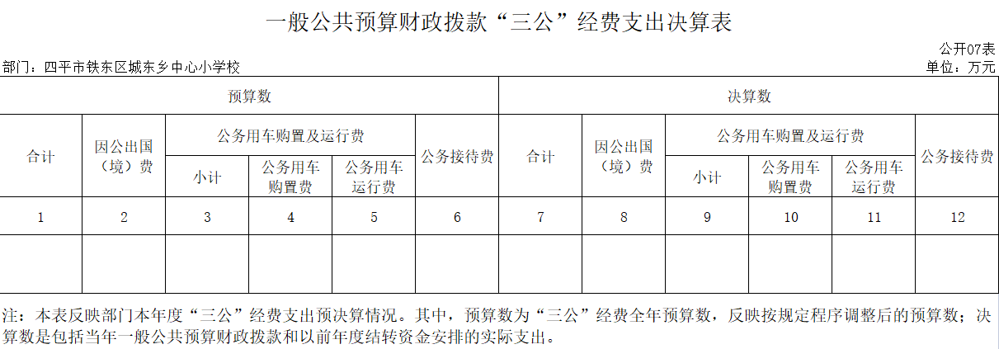 一般公共预算财政拨款“三公”经费支出决算表
公开07表
部门：四平市铁东区城东乡中心小学校
单位：万元
预算数
决算数
合计
因公出国
（境）费
公务用车购置及运行费
小计
公务用车
购置费
公务用车
运行费
公务接待费
合计
因公出国
（境）费
公务用车购置及运行费
小计
公务用车
购置费
公务用车
运行费
公务接待费
1 2 3 4 5 6 7 8 9 10 11 12
注：本表反映部门本年度“三公”经费支出预决算情况。其中，预算数为“三公”经费全年预算数，反映按规定程序调整后的预算数；决
算数是包括当年一般公共预算财政拨款和以前年度结转资金安排的实际支出。